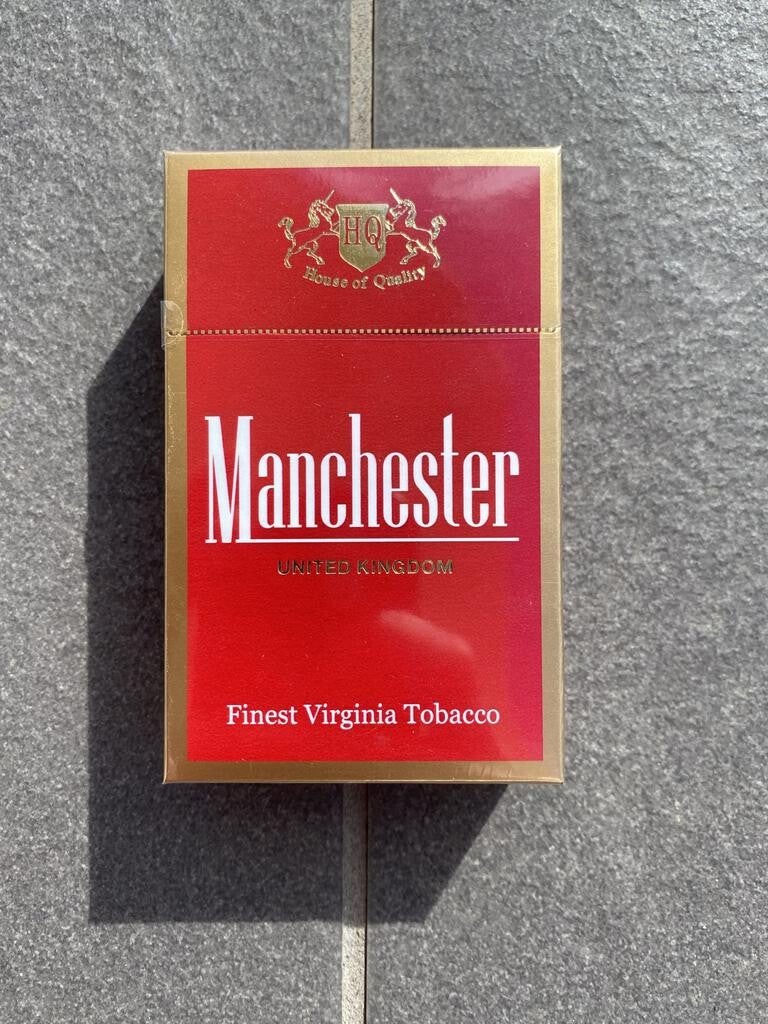 HQ
House of Quality
Manchester
UNITED KINGDOM
Finest Virginia Tobacco